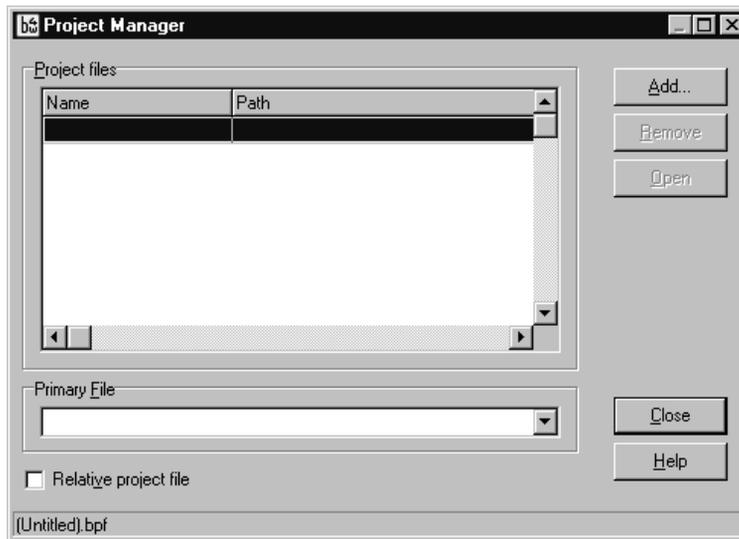 Project Manager
Project files
Add...
Name Path
Remove
Open
Primary File
Close
Help
Relative project file
(Untitled).bpf